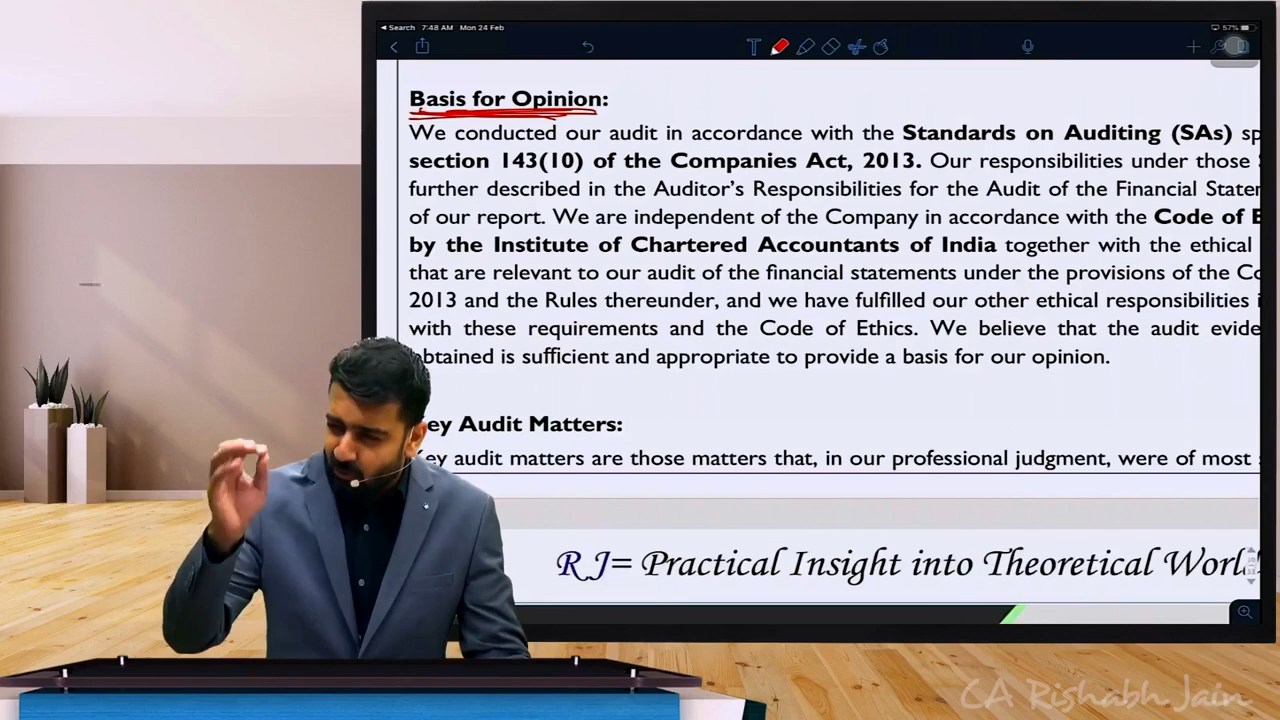 Search 7:48 AM Mon 24 Feb
57%
Basis for Opinion:
We conducted our audit in accordance with the Standards on Auditing (SAs) sp
section 143(10) of the Companies Act, 2013. Our responsibilities under those
further described in the Auditor's Responsibilities for the Audit of the Financial State
of our report. We are independent of the Company in accordance with the Code of E
by the Institute of Chartered Accountants of India together with the ethical
that are relevant to our audit of the financial statements under the provisions of the Co
2013 and the Rules thereunder, and we have fulfilled our other ethical responsibilities i
with these requirements and the Code of Ethics. We believe that the audit evide
obtained is sufficient and appropriate to provide a basis for our opinion.
Key Audit Matters:
Key audit matters are those matters that, in our professional judgment, were of most
R J= Practical Insight into Theoretical World
CA Rishabh Jain